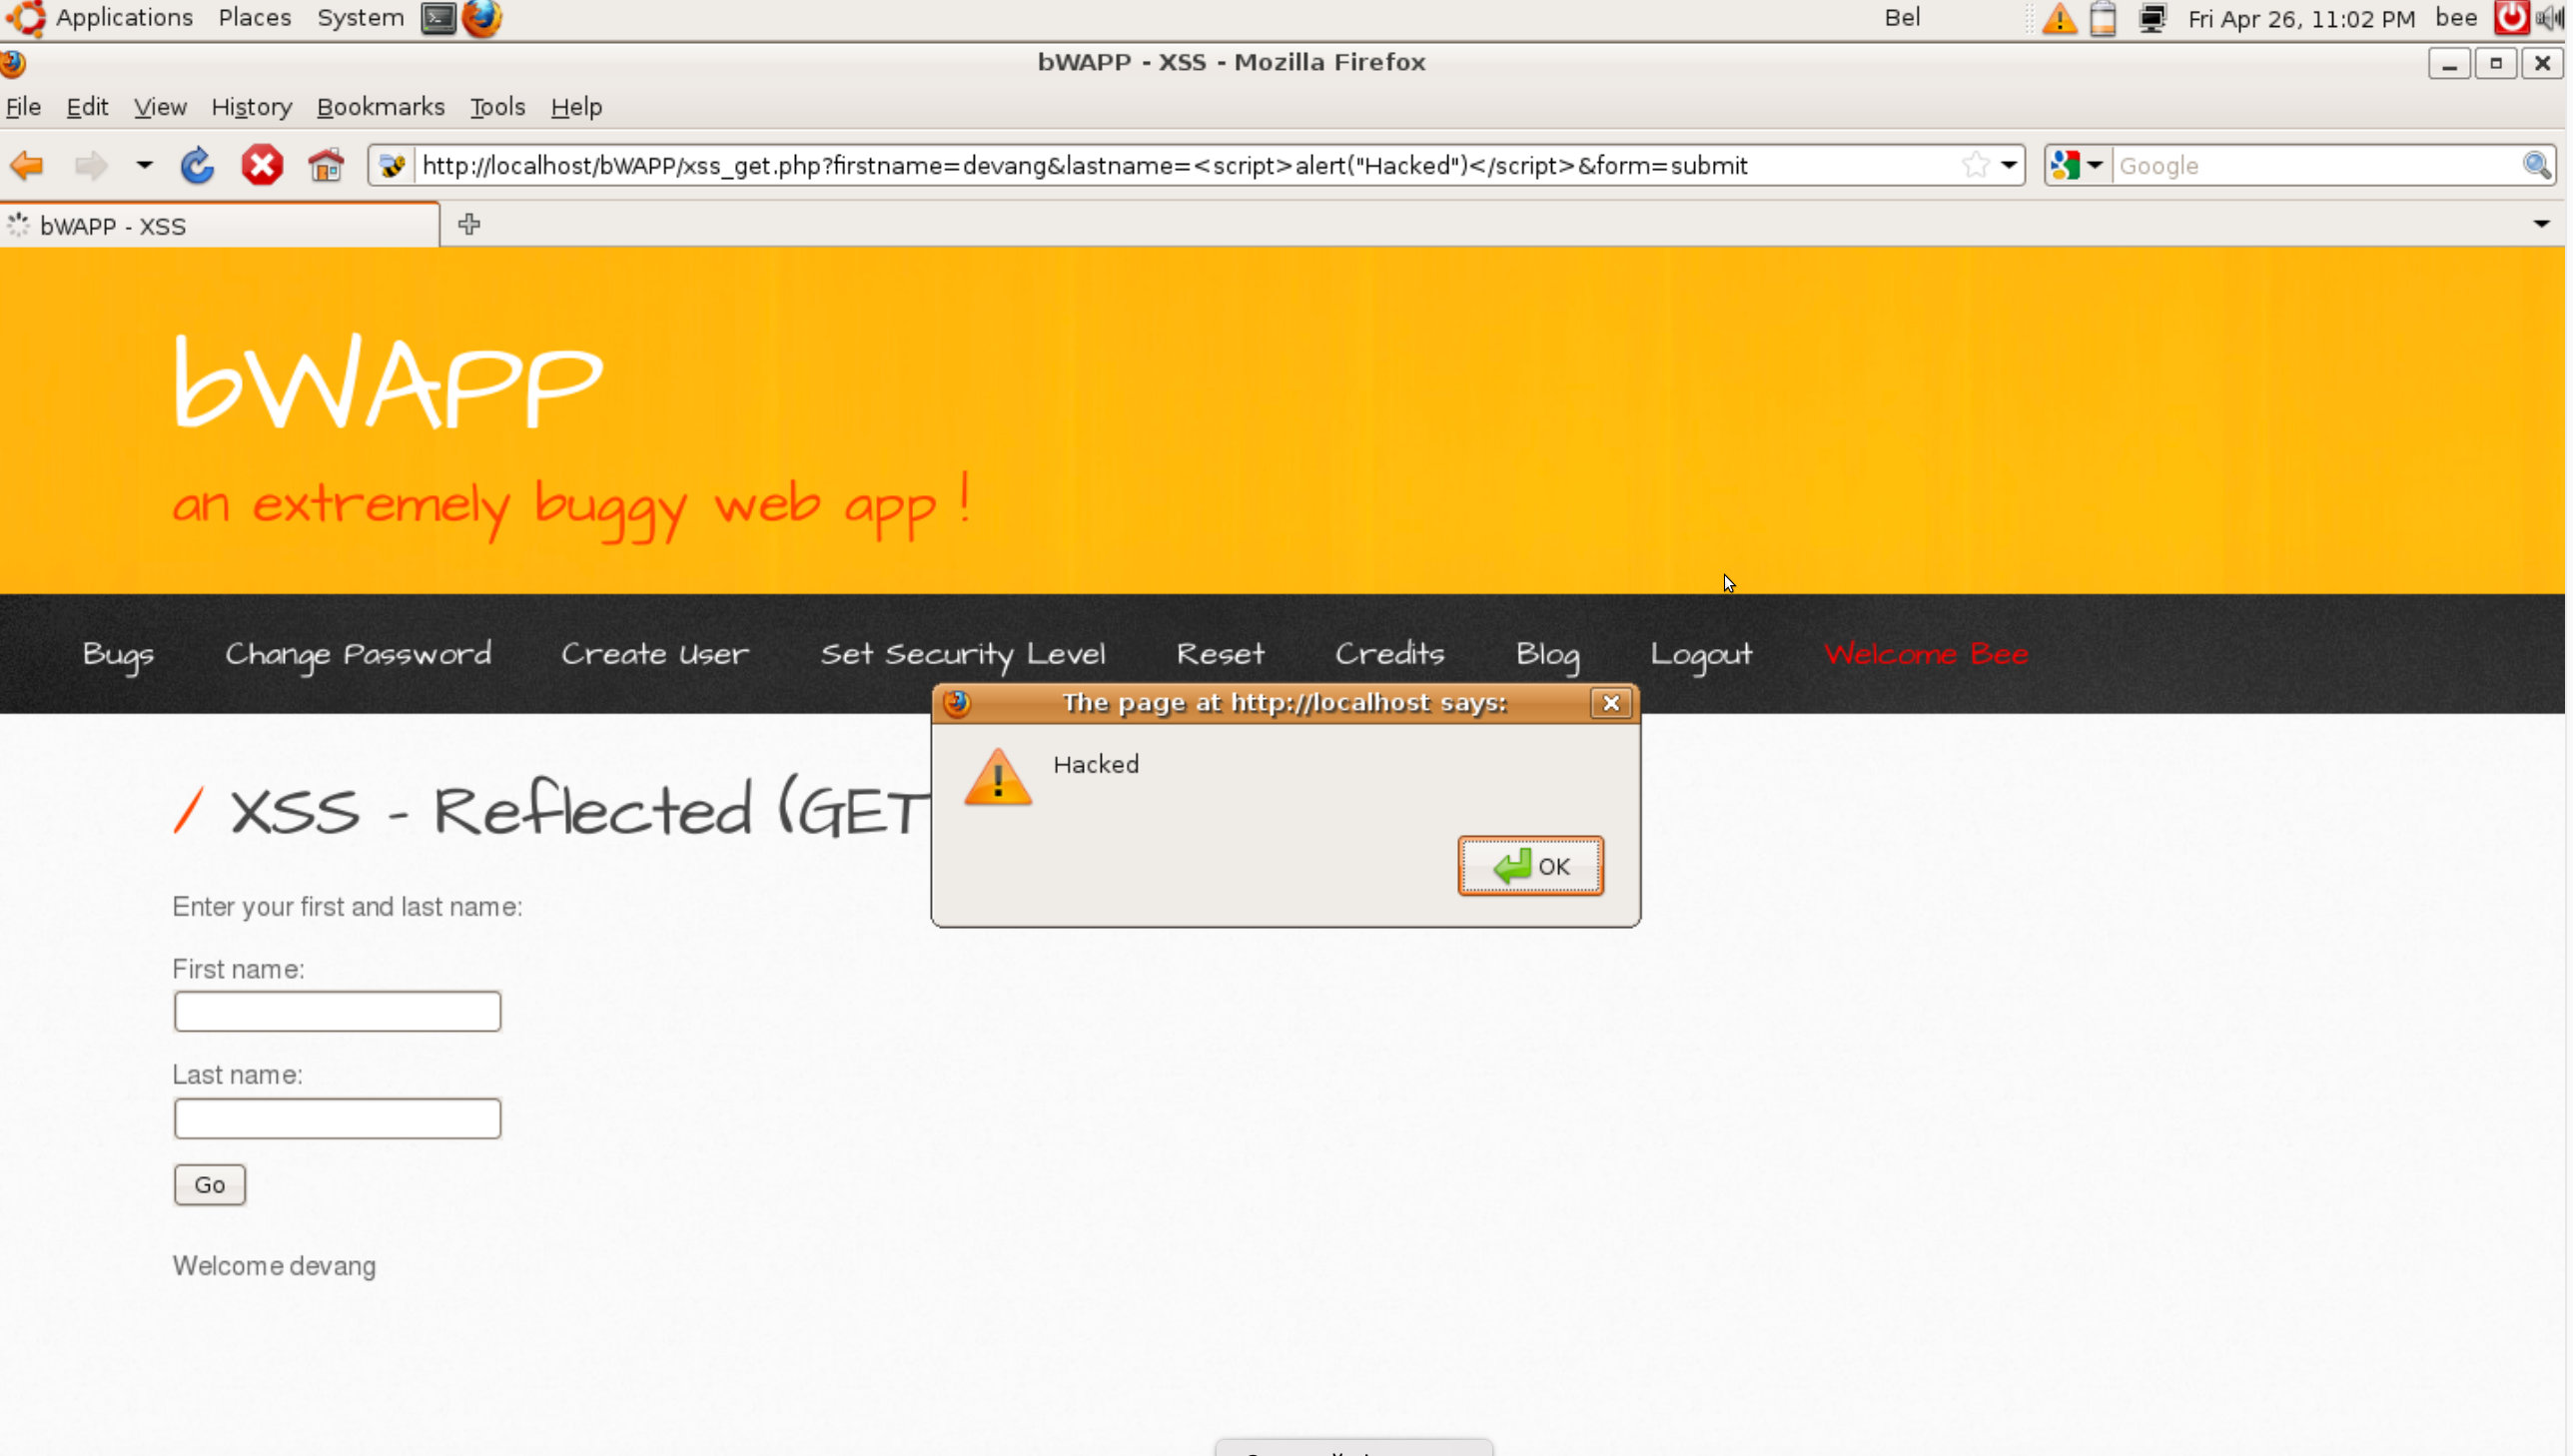 Applications Places System Bel Fri Apr 26, 11:02 PM bee
bWAPP - XSS - Mozilla Firefox
File Edit View History Bookmarks Tools Help
http://localhost/bWAPP/xss_get.php?firstname=devang&lastname=<script>alert("Hacked")</script>&form=submit Google
bWAPP - XSS
bWAPP
an extremely buggy web app !
Bugs Change Password Create User Set Security Level Reset Credits Blog Logout Welcome Bee
The page at http://localhost says:
Hacked
OK
/ XSS - Reflected (GET
Enter your first and last name:
First name:
Last name:
Go
Welcome devang